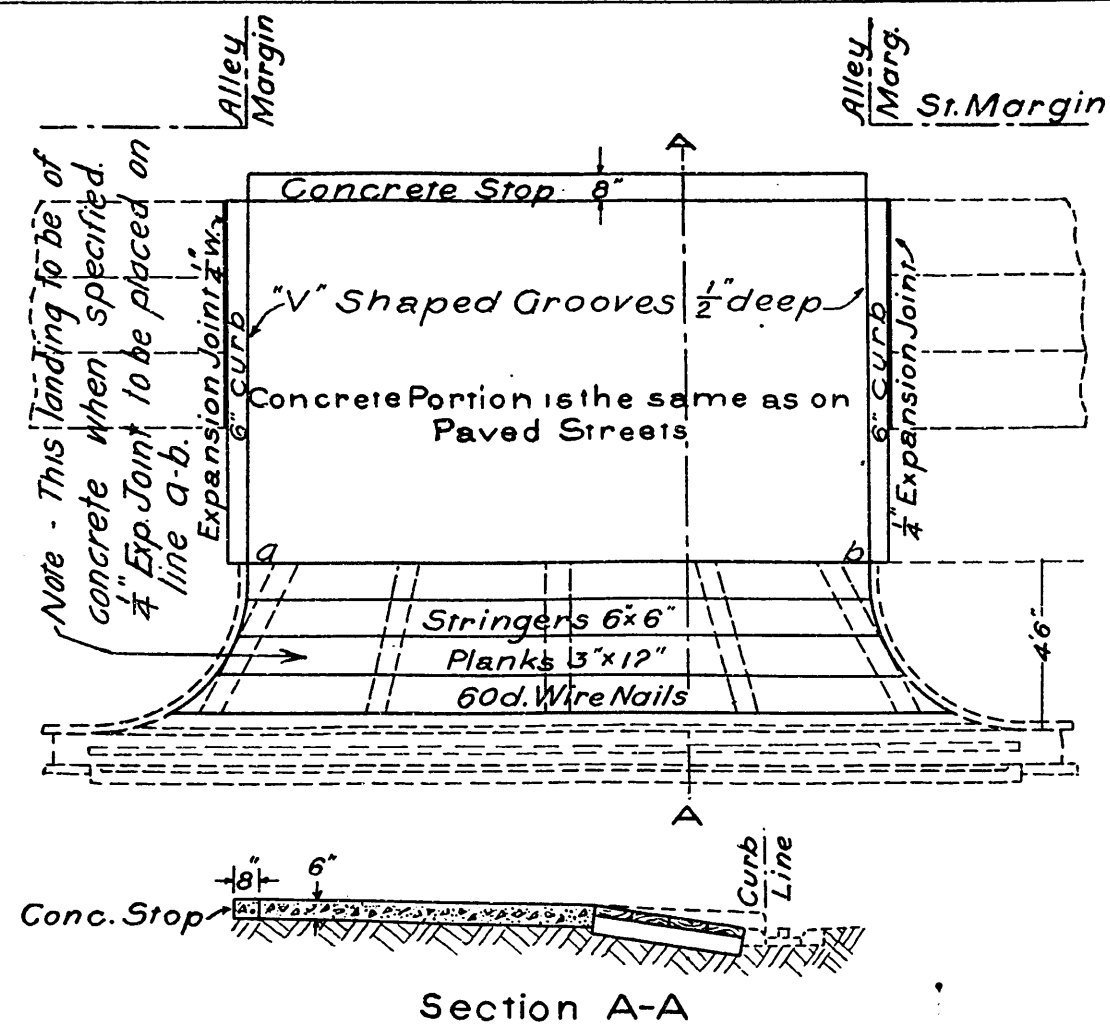 Alley
Margin
Alley
Marg.
St. Margin
Concrete Stop 8"
Note - This landing to be of
concrete when specified.
1/4" Exp. Joint to be placed on
line a-b.
Expansion Joint 1/4" W.
6" Curb
"V" Shaped Grooves 1/2" deep
Concrete Portion is the same as on
Paved Streets
6" Curb
1/4" Expansion Joint
A
a
b
Stringers 6"x6"
Planks 3"x12"
60d. Wire Nails
4'6"
A
Curb
Line
8"
6"
Conc. Stop
Section A-A